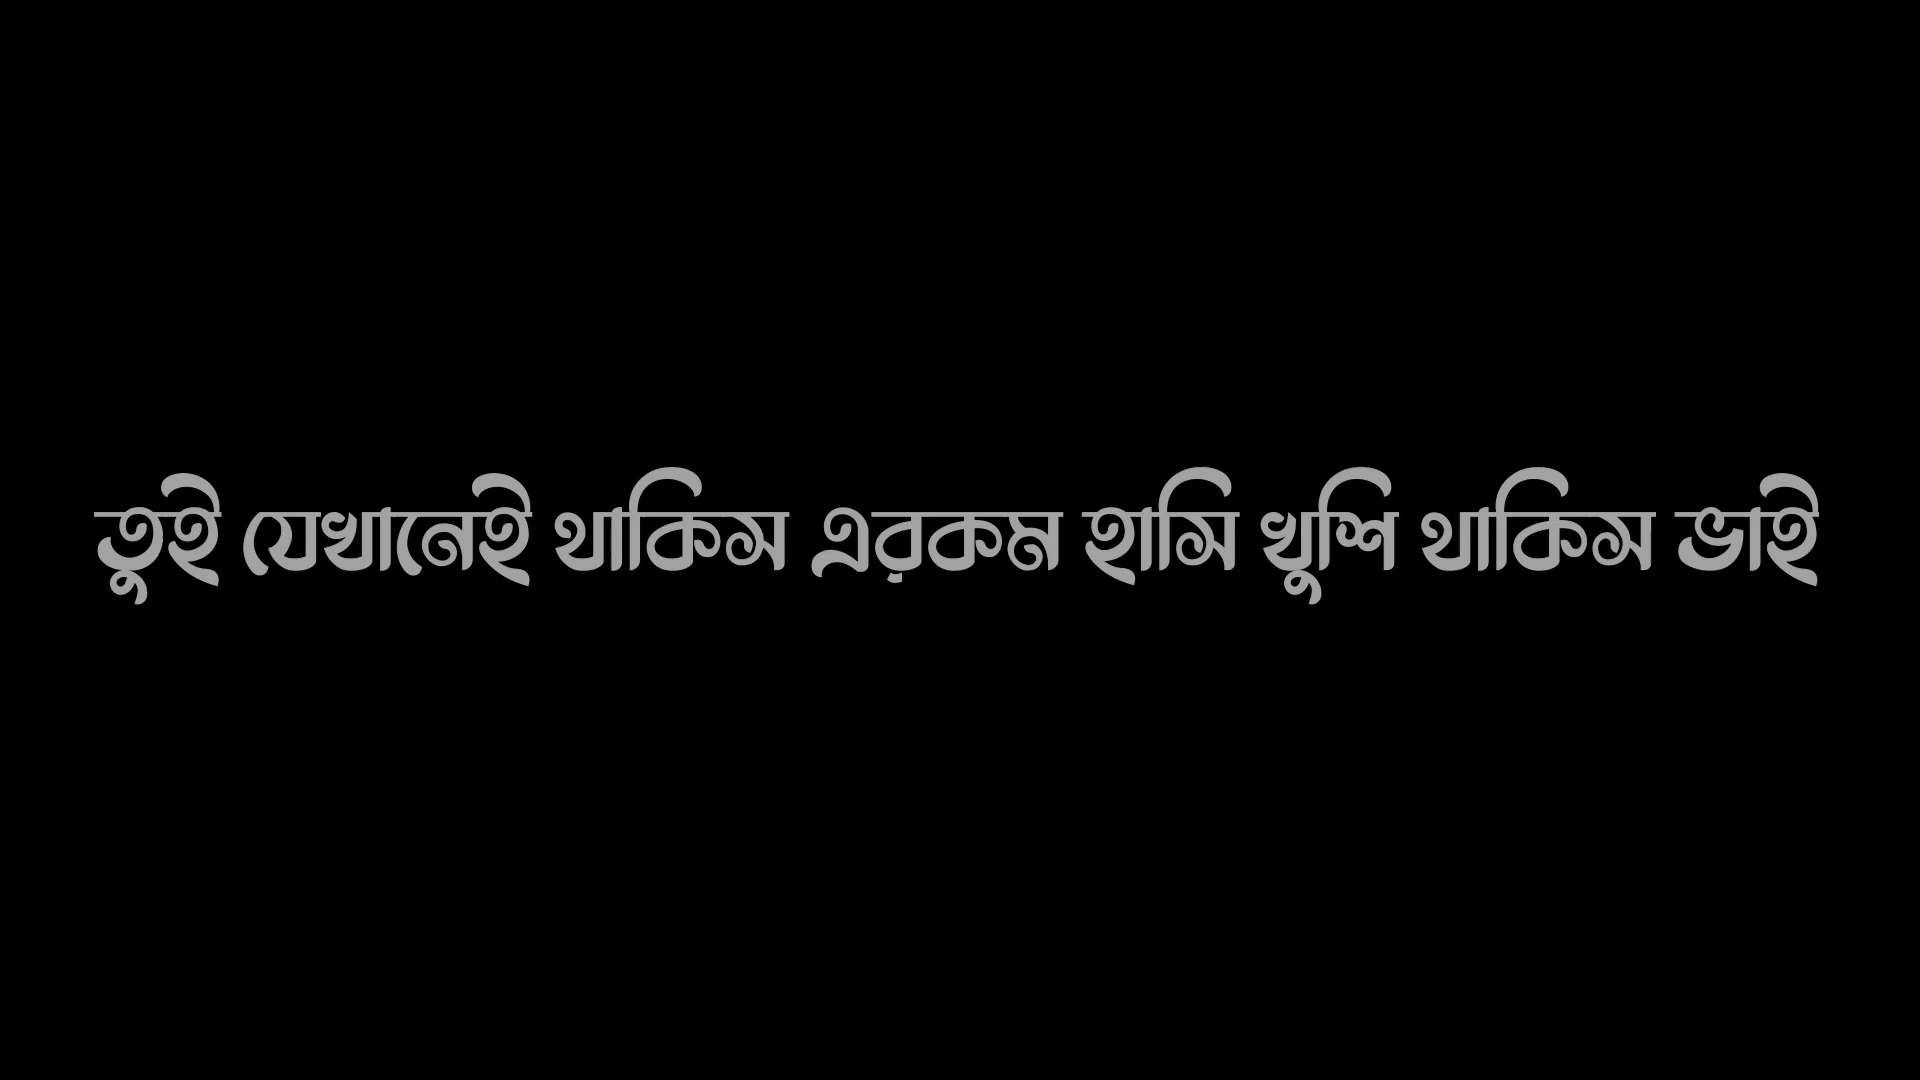 তুই যেখানেই থাকিস এরকম হাসি খুশি থাকিস ভাই